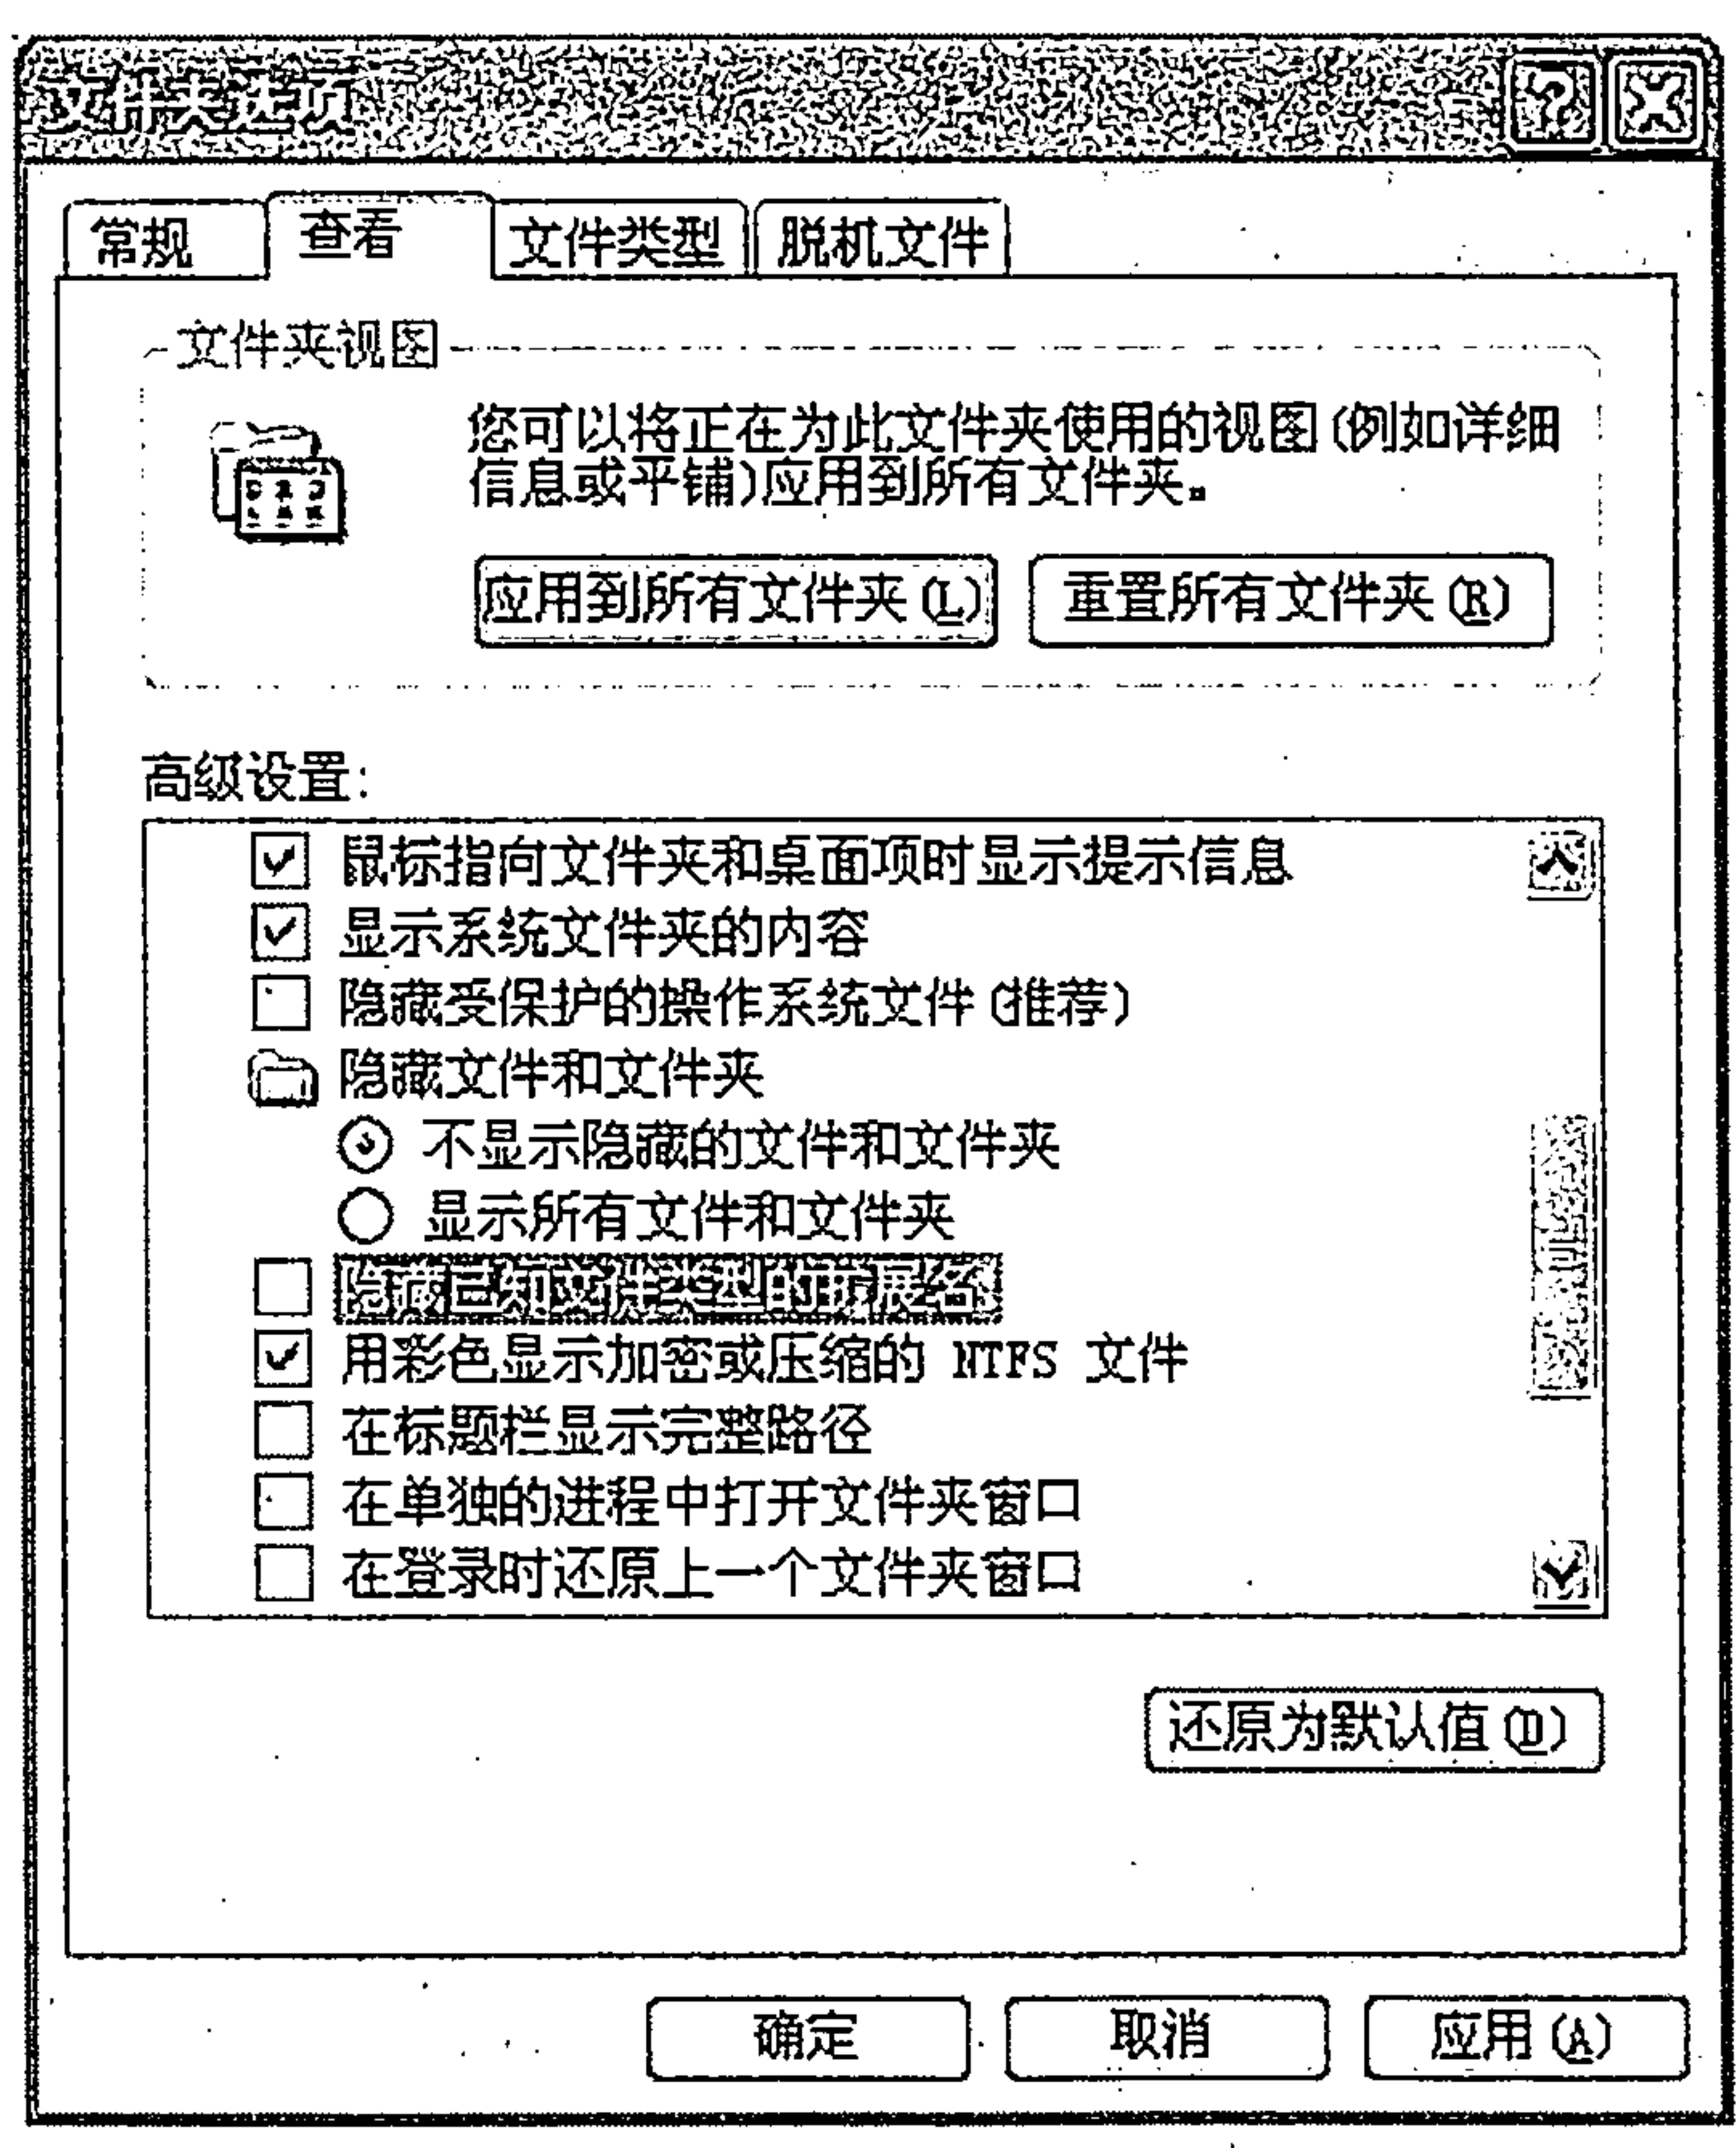 文件夹选项
常规 查看 文件类型 脱机文件
文件夹视图
您可以将正在为此文件夹使用的视图(例如详细
信息或平铺)应用到所有文件夹。
应用到所有文件夹(L) 重置所有文件夹(R)
高级设置:
鼠标指向文件夹和桌面项时显示提示信息
显示系统文件夹的内容
隐藏受保护的操作系统文件(推荐)
隐藏文件和文件夹
不显示隐藏的文件和文件夹
显示所有文件和文件夹
隐藏已知文件类型的扩展名
用彩色显示加密或压缩的 NTFS 文件
在标题栏显示完整路径
在单独的进程中打开文件夹窗口
在登录时还原上一个文件夹窗口
还原为默认值(D)
确定 取消 应用(A)